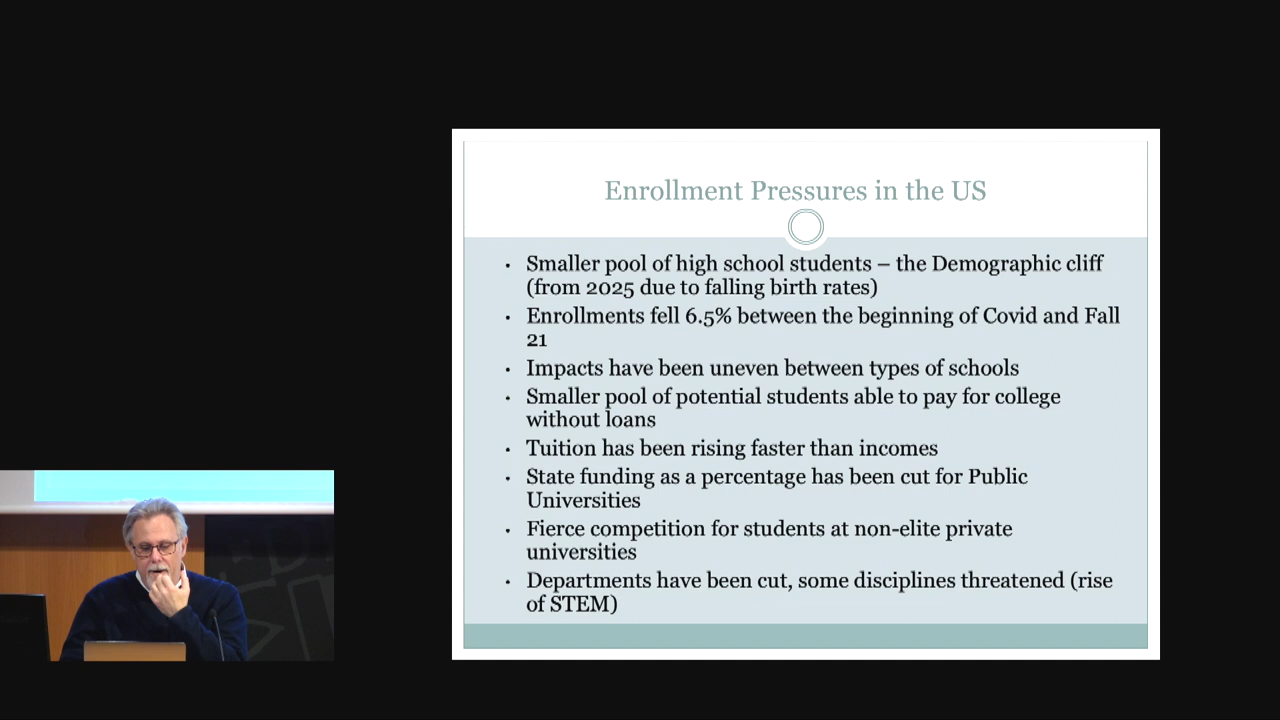 Enrollment Pressures in the US
• Smaller pool of high school students – the Demographic cliff
(from 2025 due to falling birth rates)
• Enrollments fell 6.5% between the beginning of Covid and Fall
21
• Impacts have been uneven between types of schools
• Smaller pool of potential students able to pay for college
without loans
• Tuition has been rising faster than incomes
• State funding as a percentage has been cut for Public
Universities
• Fierce competition for students at non-elite private
universities
• Departments have been cut, some disciplines threatened (rise
of STEM)